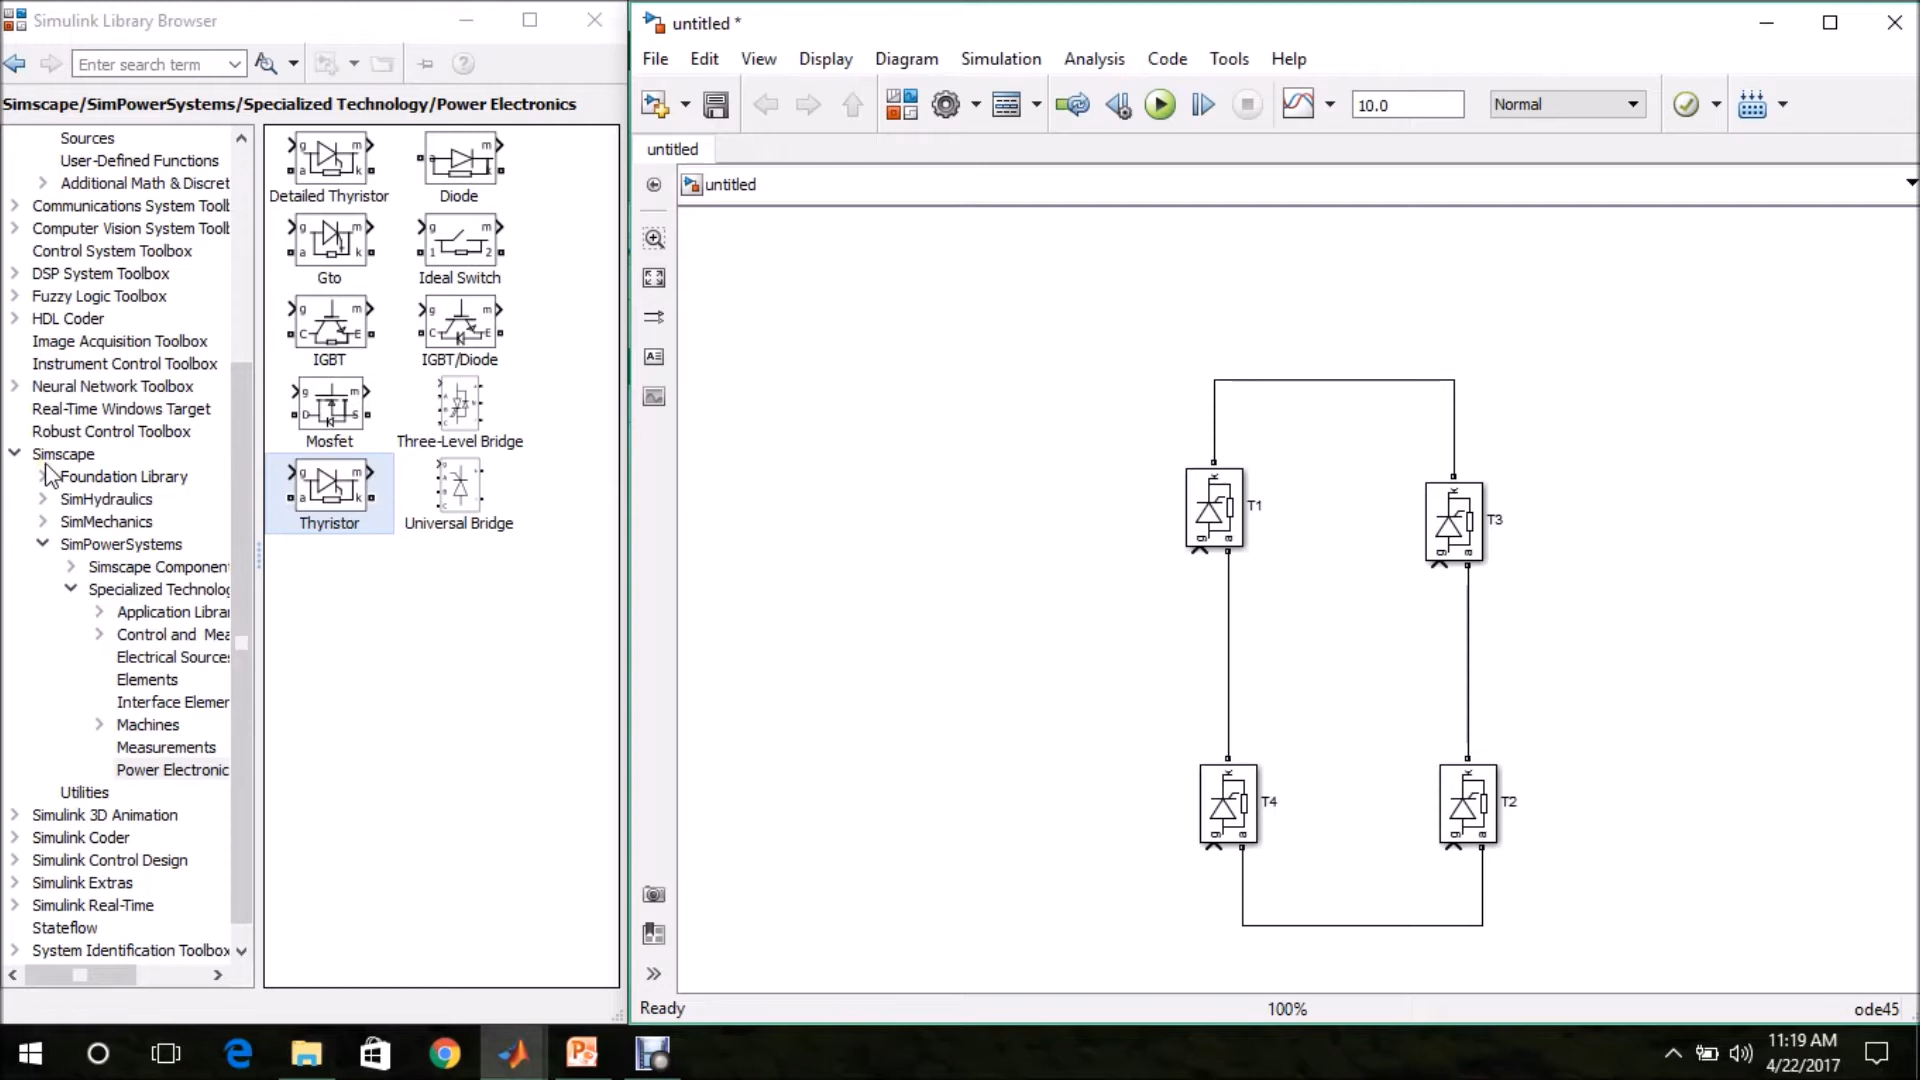 Simulink Library Browser
Enter search term
Simscape/SimPowerSystems/Specialized Technology/Power Electronics
Sources
User-Defined Functions
Additional Math & Discret
Communications System Toolb
Computer Vision System Toolb
Control System Toolbox
DSP System Toolbox
Fuzzy Logic Toolbox
HDL Coder
Image Acquisition Toolbox
Instrument Control Toolbox
Neural Network Toolbox
Real-Time Windows Target
Robust Control Toolbox
Simscape
Foundation Library
SimHydraulics
SimMechanics
SimPowerSystems
Simscape Componen
Specialized Technolog
Application Librar
Control and Mea
Electrical Sources
Elements
Interface Elemen
Machines
Measurements
Power Electronic
Utilities
Simulink 3D Animation
Simulink Coder
Simulink Control Design
Simulink Extras
Simulink Real-Time
Stateflow
System Identification Toolbox
g m
a k
Detailed Thyristor
m
a k
Diode
g m
a k
Gto
g m
1 2
Ideal Switch
g m
C E
IGBT
g m
C E
IGBT/Diode
g m
D S
Mosfet
Three-Level Bridge
g m
a k
Thyristor
Universal Bridge
untitled *
File Edit View Display Diagram Simulation Analysis Code Tools Help
10.0
Normal
untitled
untitled
k
g a
T1
k
g a
T3
k
g a
T4
k
g a
T2
Ready
100%
ode45
11:19 AM
4/22/2017